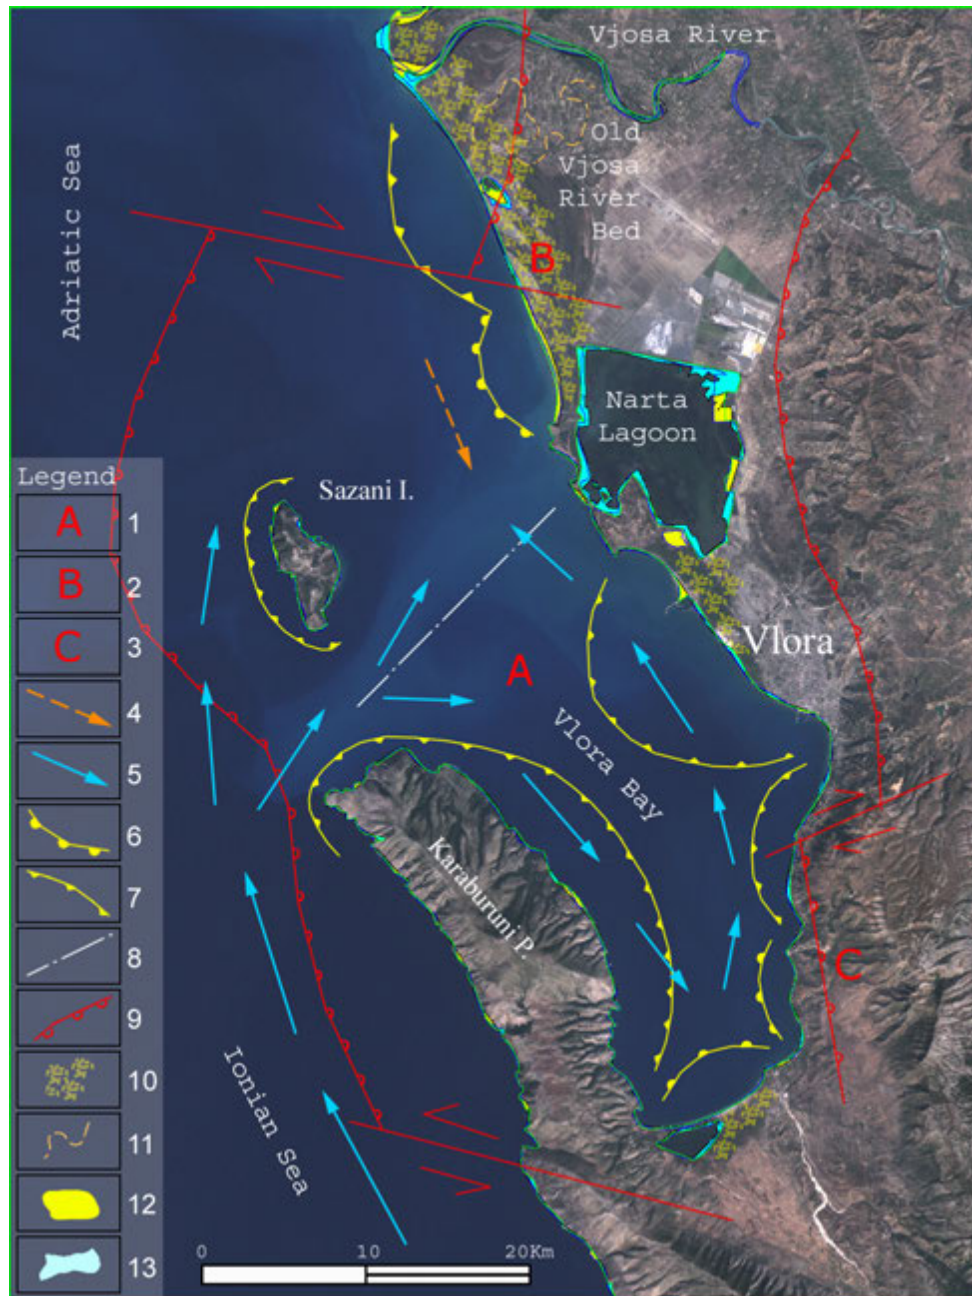 Vjosa River
Old
Vjosa
River
Bed
Adriatic Sea
B
Narta
Lagoon
Sazani I.
Legend
A 1
B 2
C 3
4
5
6
7
8
9
10
11
12
13
A
Vlora
Vlora Bay
Karaburuni P.
C
Ionian Sea
0 10 20Km